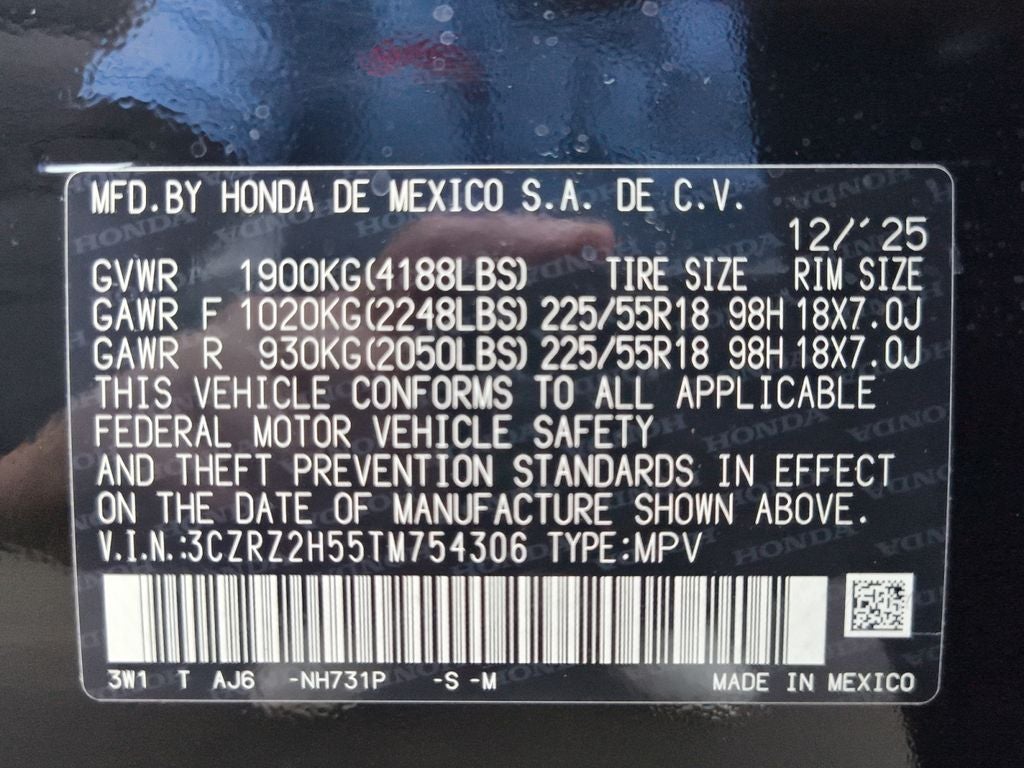 MFD.BY HONDA DE MEXICO S.A. DE C.V.
12/'25
GVWR 1900KG(4188LBS) TIRE SIZE RIM SIZE
GAWR F 1020KG(2248LBS) 225/55R18 98H 18X7.0J
GAWR R 930KG(2050LBS) 225/55R18 98H 18X7.0J
THIS VEHICLE CONFORMS TO ALL APPLICABLE
FEDERAL MOTOR VEHICLE SAFETY
AND THEFT PREVENTION STANDARDS IN EFFECT
ON THE DATE OF MANUFACTURE SHOWN ABOVE.
V.I.N.:3CZRZ2H55TM754306 TYPE:MPV
3W1 T AJ6 -NH731P -S -M MADE IN MEXICO